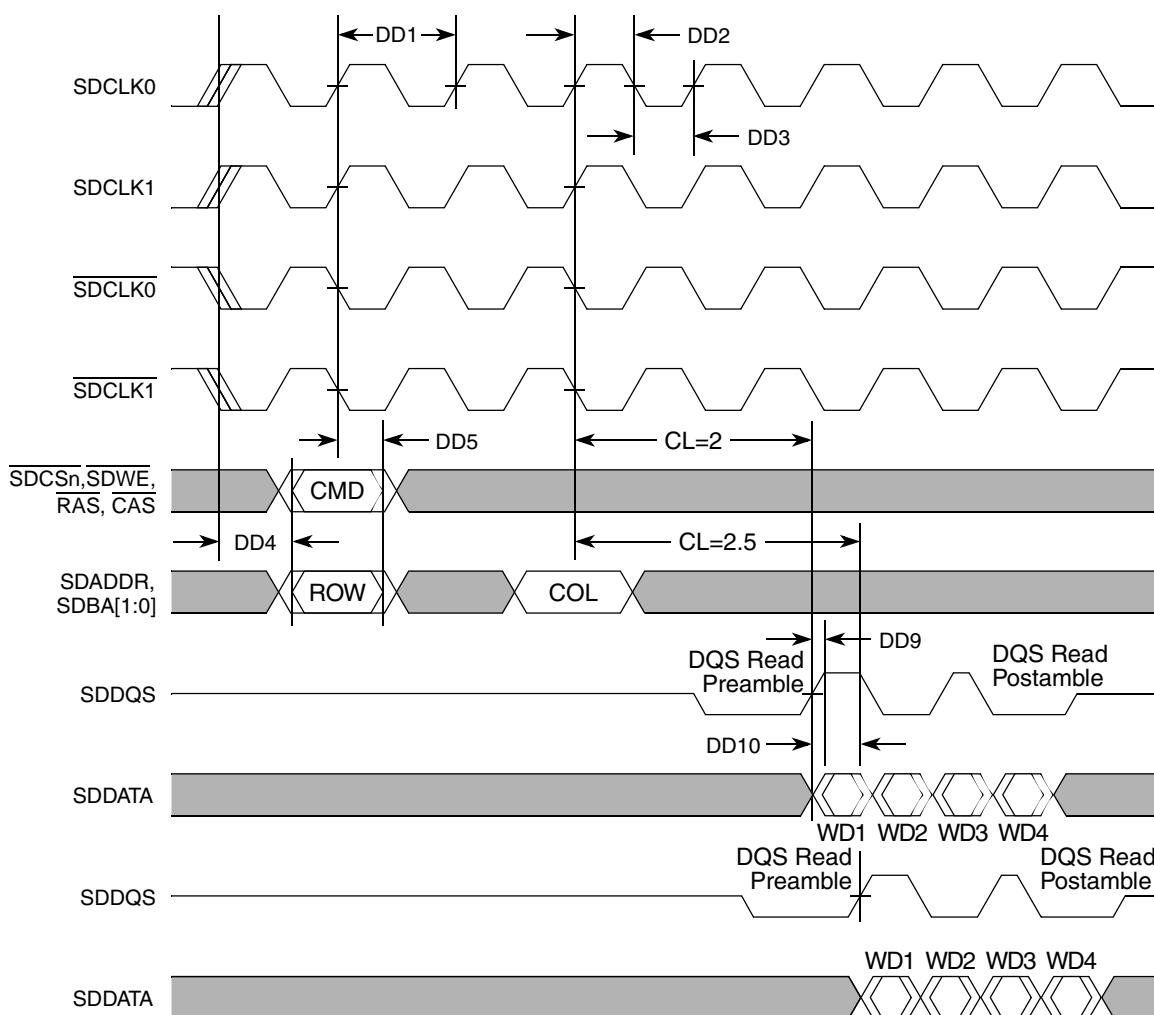 DD1
DD2
SDCLK0
DD3
SDCLK1
SDCLK0
SDCLK1
DD5
CL=2
SDCSn,SDWE,
RAS, CAS
CMD
DD4
CL=2.5
SDADDR,
SDBA[1:0]
ROW
COL
DD9
DQS Read
Preamble
DQS Read
Postamble
SDDQS
DD10
SDDATA
WD1 WD2 WD3 WD4
DQS Read
Preamble
DQS Read
Postamble
SDDQS
WD1 WD2 WD3 WD4
SDDATA